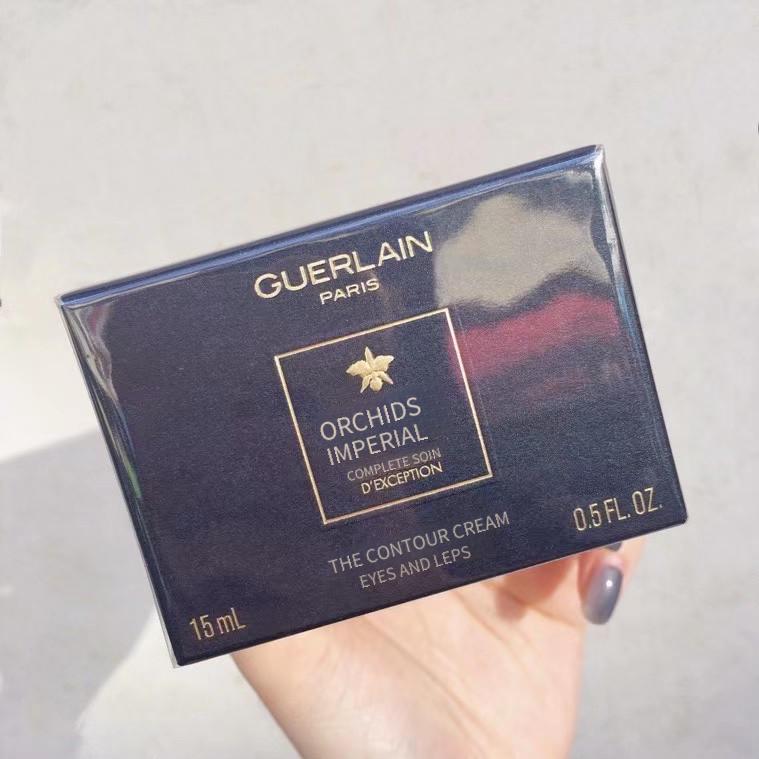 GUERLAIN
PARIS
ORCHIDS
IMPERIAL
COMPLETE SOIN
D'EXCEPTION
THE CONTOUR CREAM
EYES AND LEPS
15 mL
0.5 FL. OZ.